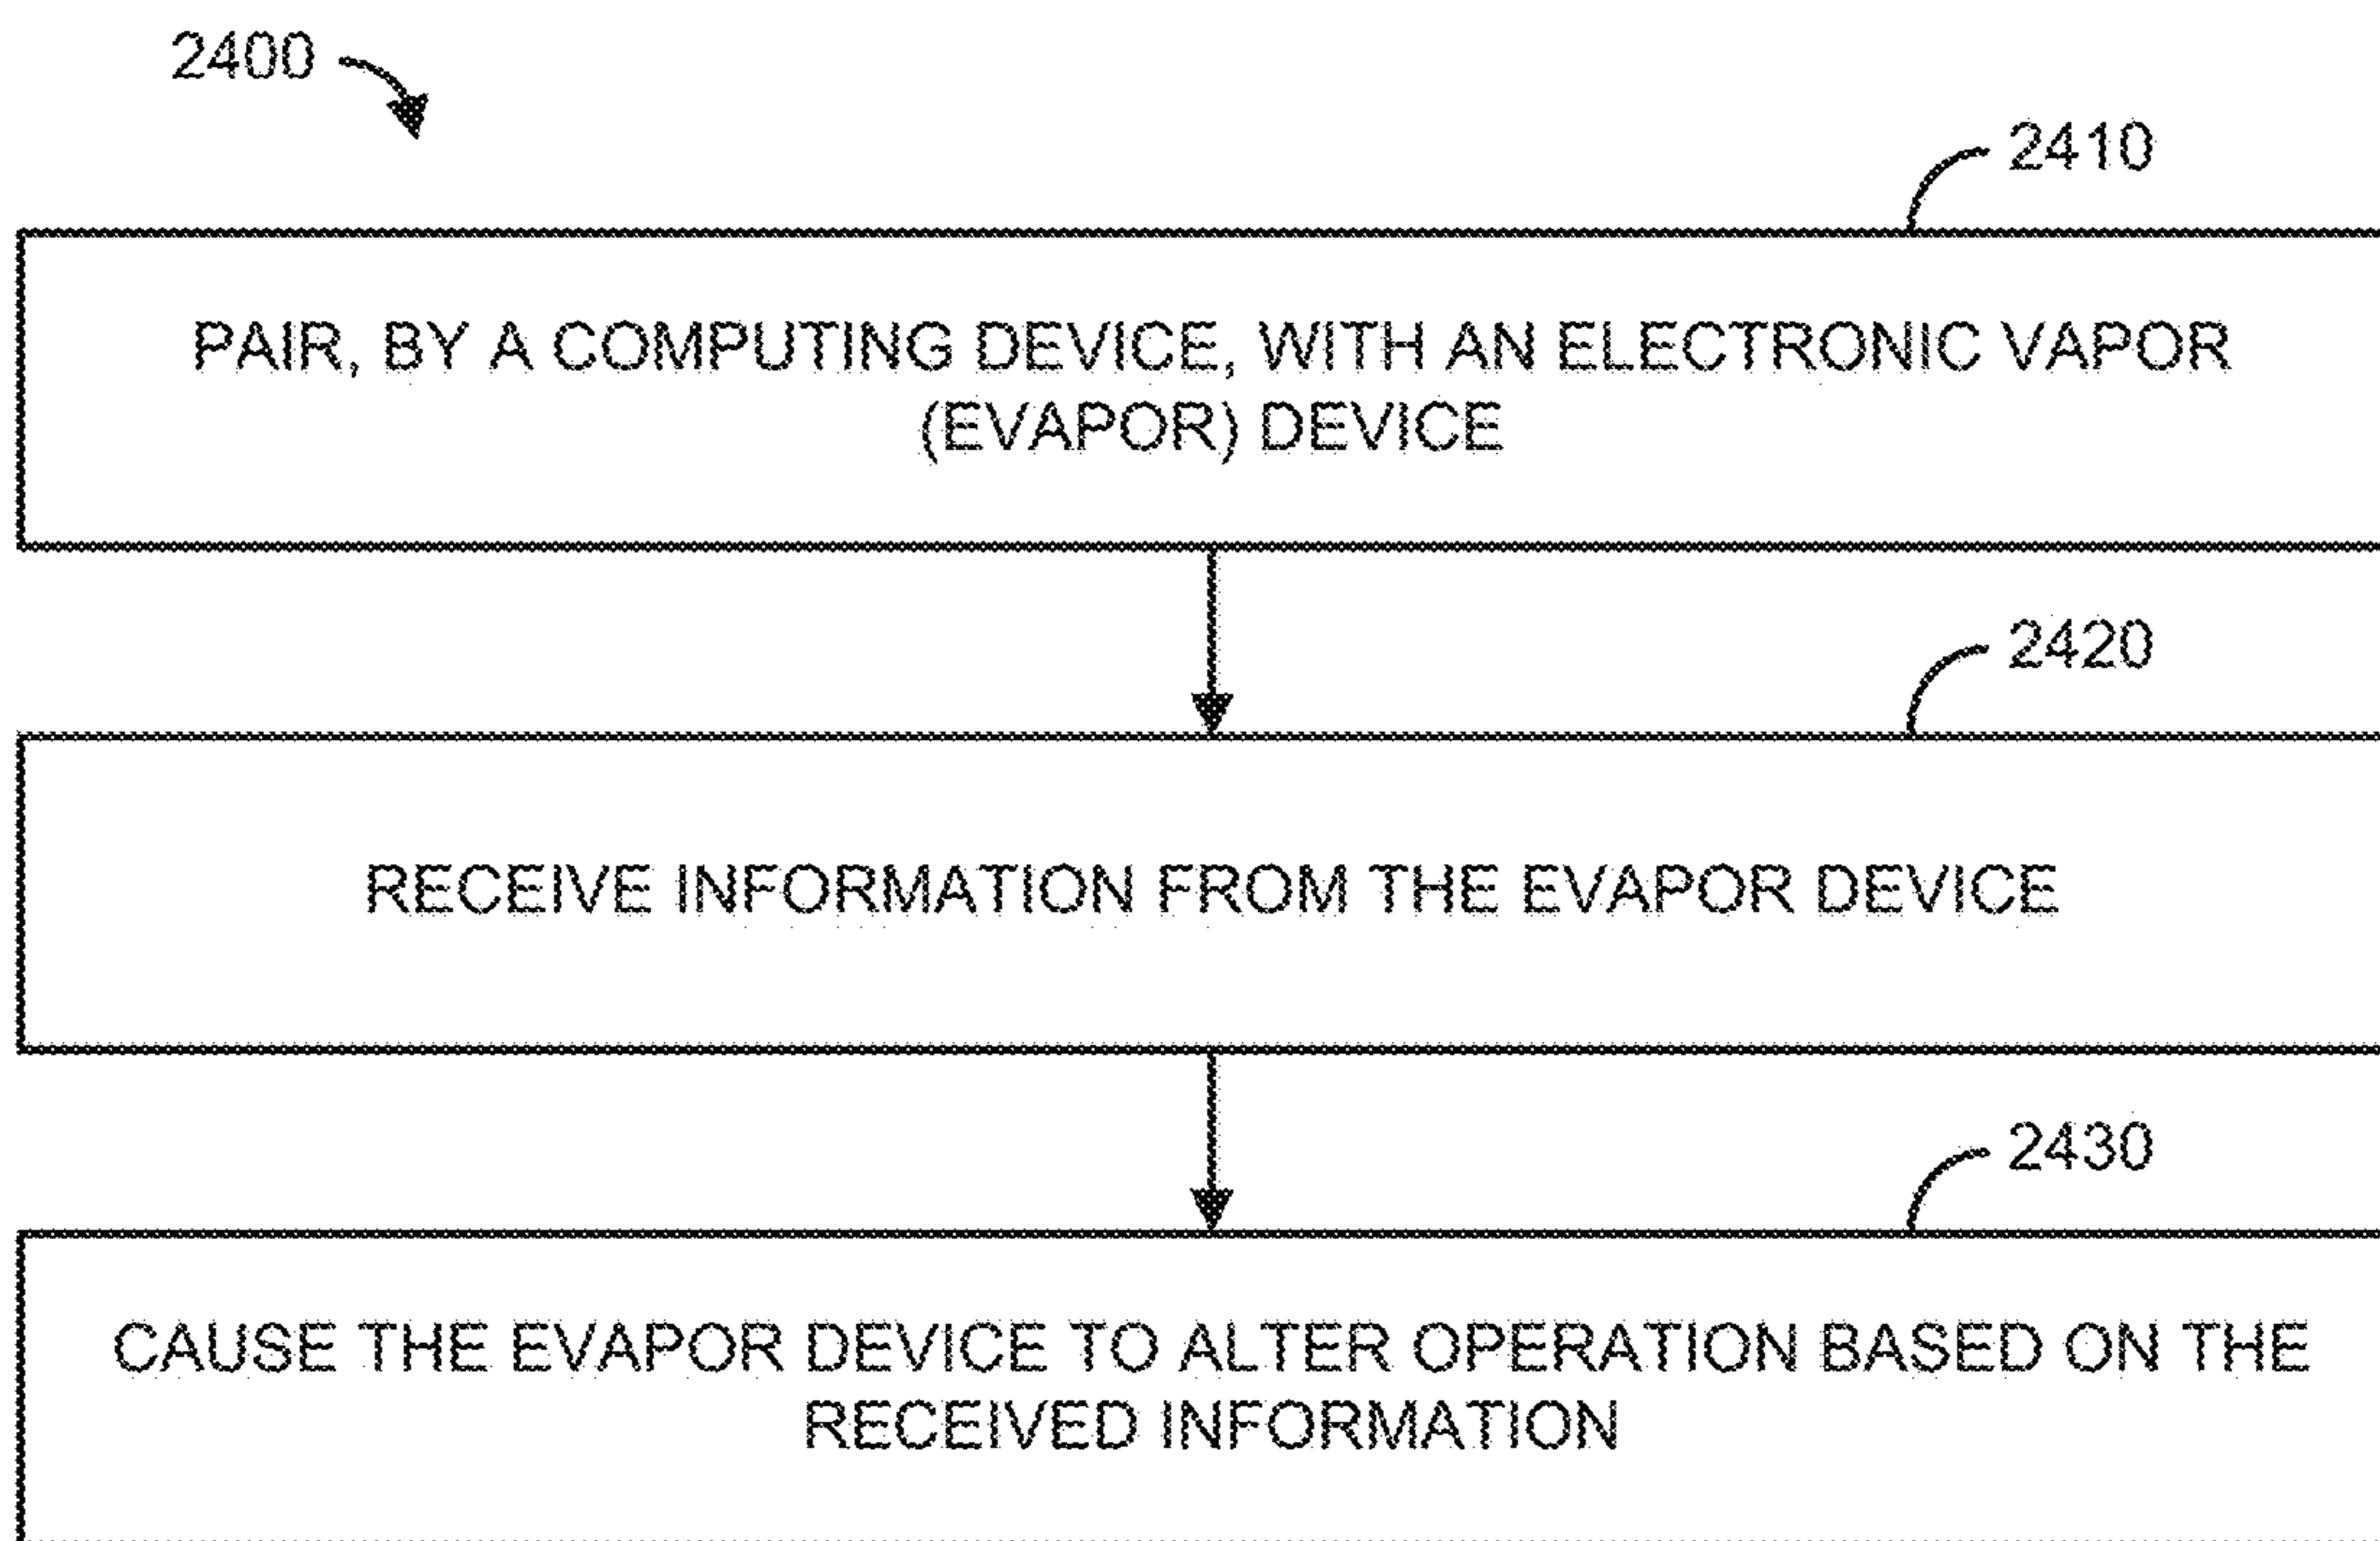 2400
2410
PAIR, BY A COMPUTING DEVICE, WITH AN ELECTRONIC VAPOR
(EVAPOR) DEVICE
2420
RECEIVE INFORMATION FROM THE EVAPOR DEVICE
2430
CAUSE THE EVAPOR DEVICE TO ALTER OPERATION BASED ON THE
RECEIVED INFORMATION